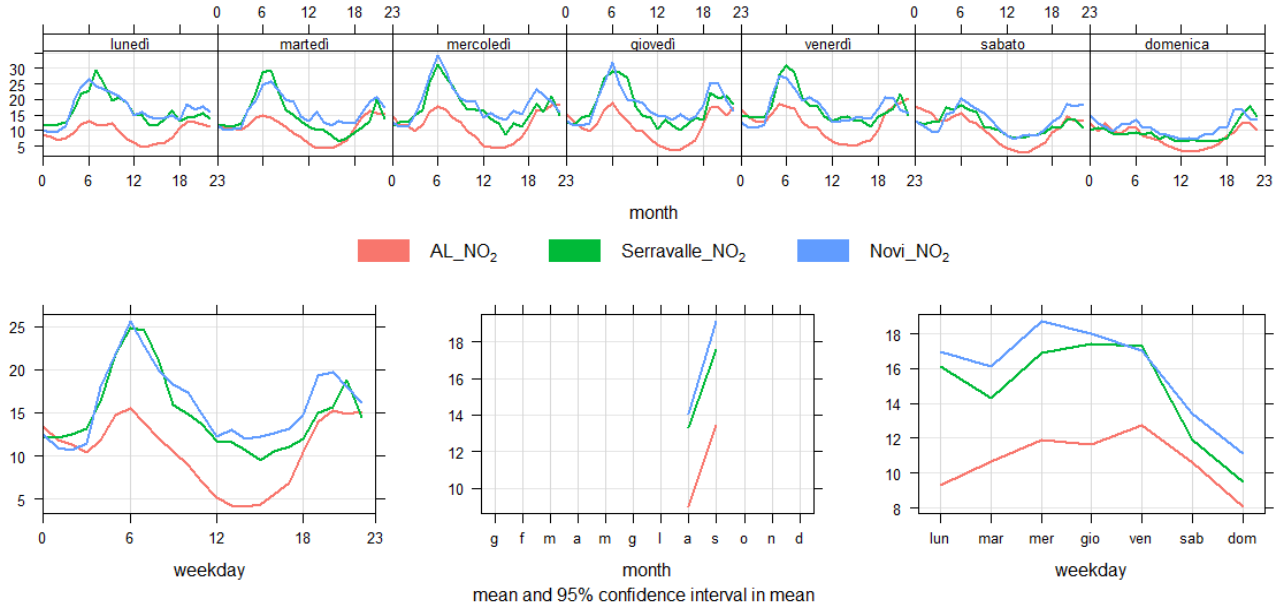 0 6 12 18 23 0 6 12 18 23 0 6 12 18 23
lunedì martedì mercoledì giovedì venerdì sabato domenica
30
25
20
15
10
5
0 6 12 18 23 0 6 12 18 23 0 6 12 18 23 0 6 12 18 23
month
AL_NO₂ Serravalle_NO₂ Novi_NO₂
25
20
15
10
5
0 6 12 18 23
weekday
18
16
14
12
10
g f m a m g l a s o n d
month
18
16
14
12
10
8
lun mar mer gio ven sab dom
weekday
mean and 95% confidence interval in mean